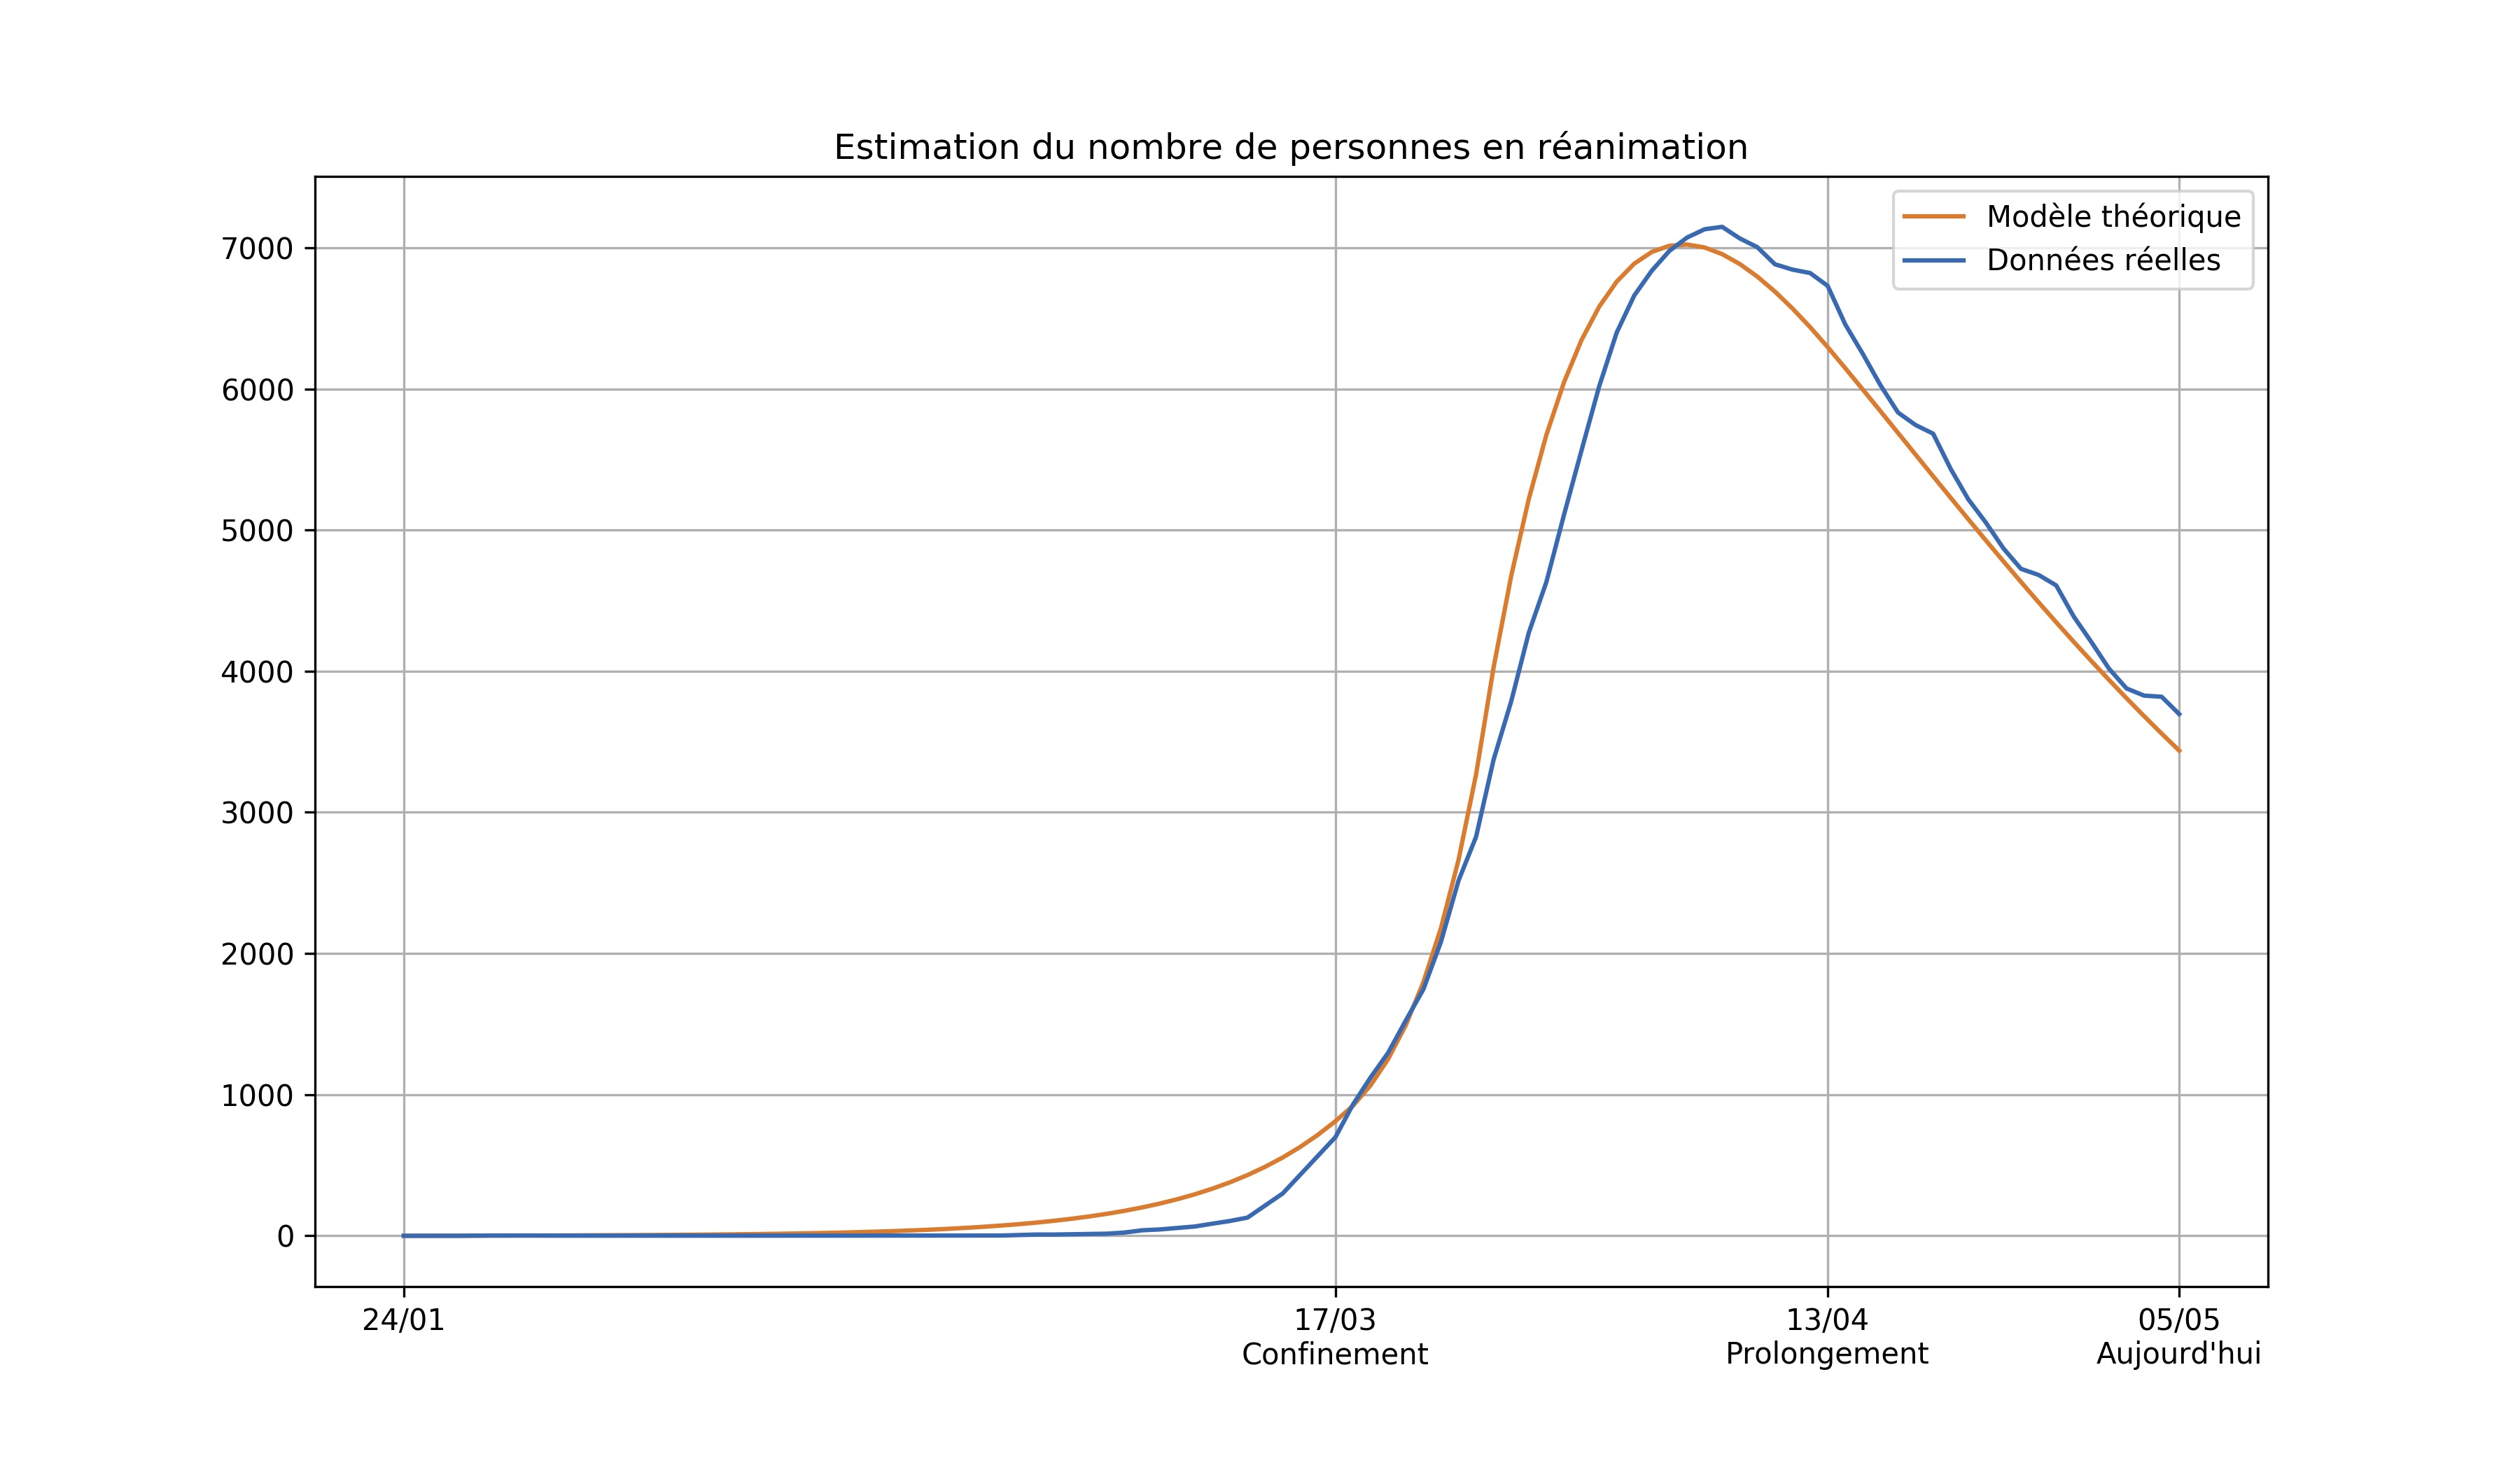 Estimation du nombre de personnes en réanimation
Modèle théorique
Données réelles
7000
6000
5000
4000
3000
2000
1000
0
24/01
17/03
Confinement
13/04
Prolongement
05/05
Aujourd'hui